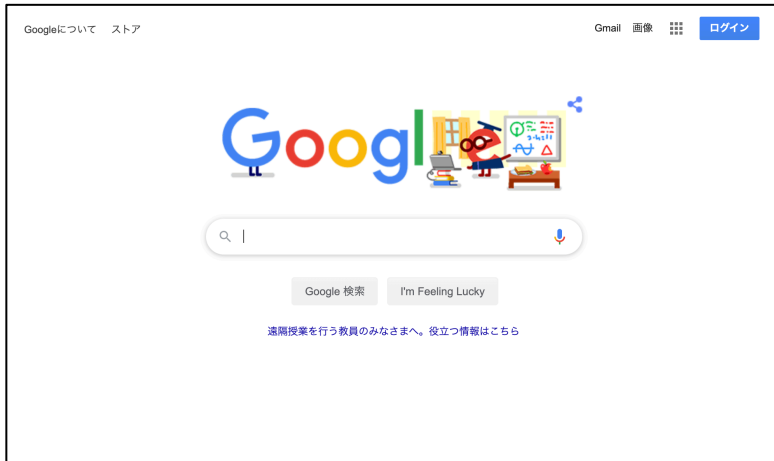 Googleについて ストア Gmail 画像 ログイン
Google
Google 検索 I'm Feeling Lucky
遠隔授業を行う教員のみなさまへ。役立つ情報はこちら